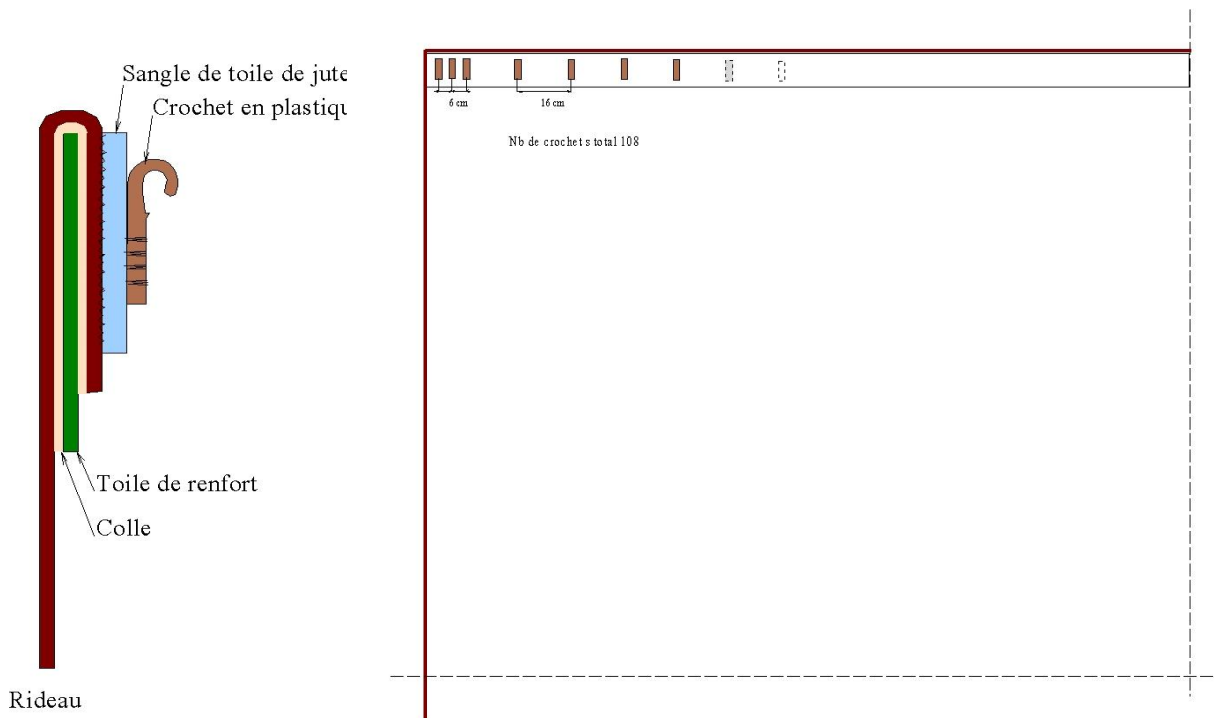 Sangle de toile de jute
Crochet en plastiqu
6 cm
16 cm
Nb de crochets total 108
Toile de renfort
Colle
Rideau